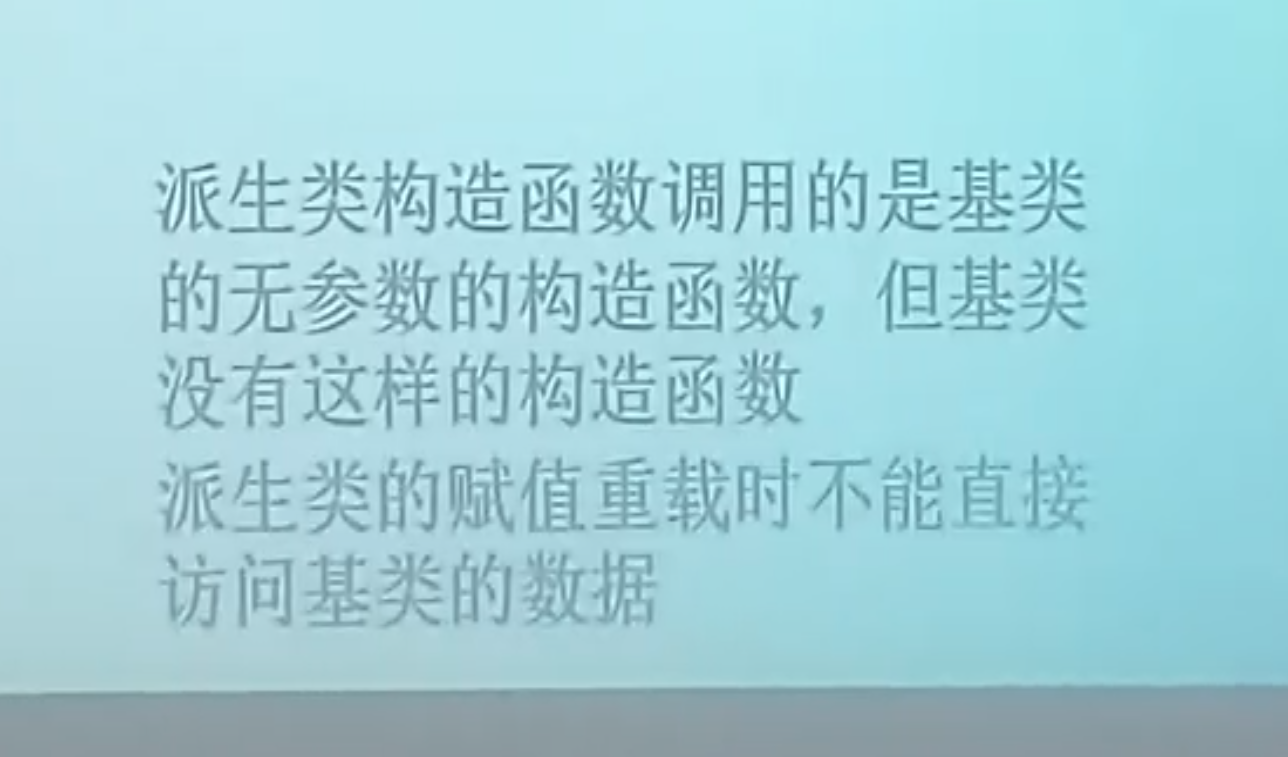 派生类构造函数调用的是基类
的无参数的构造函数，但基类
没有这样的构造函数
派生类的赋值重载时不能直接
访问基类的数据